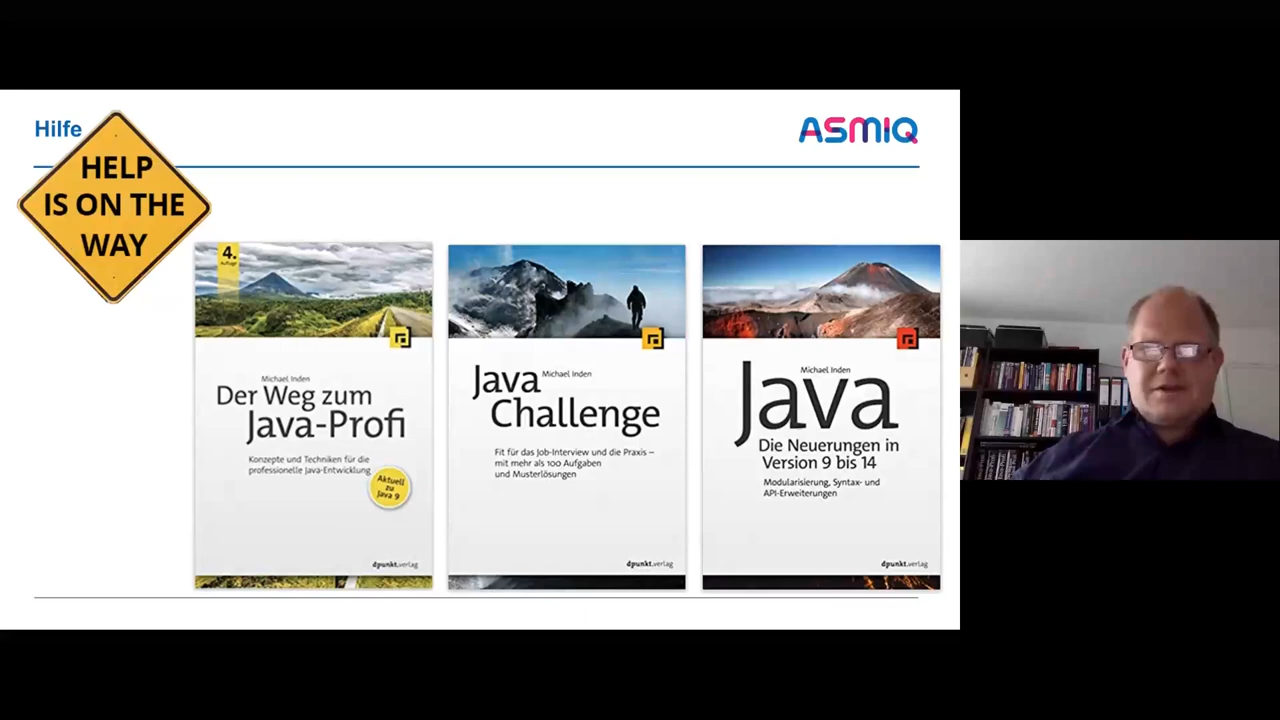 Hilfe
ASMIQ
HELP
IS ON THE
WAY
4.
Auflage
Michael Inden
Der Weg zum
Java-Profi
Konzepte und Techniken für die
professionelle Java-Entwicklung
Aktuell
zu
Java 9
dpunkt.verlag
Michael Inden
Java
Challenge
Fit für das Job-Interview und die Praxis –
mit mehr als 100 Aufgaben
und Musterlösungen
dpunkt.verlag
Michael Inden
Java
Die Neuerungen in
Version 9 bis 14
Modularisierung, Syntax- und
API-Erweiterungen
dpunkt.verlag